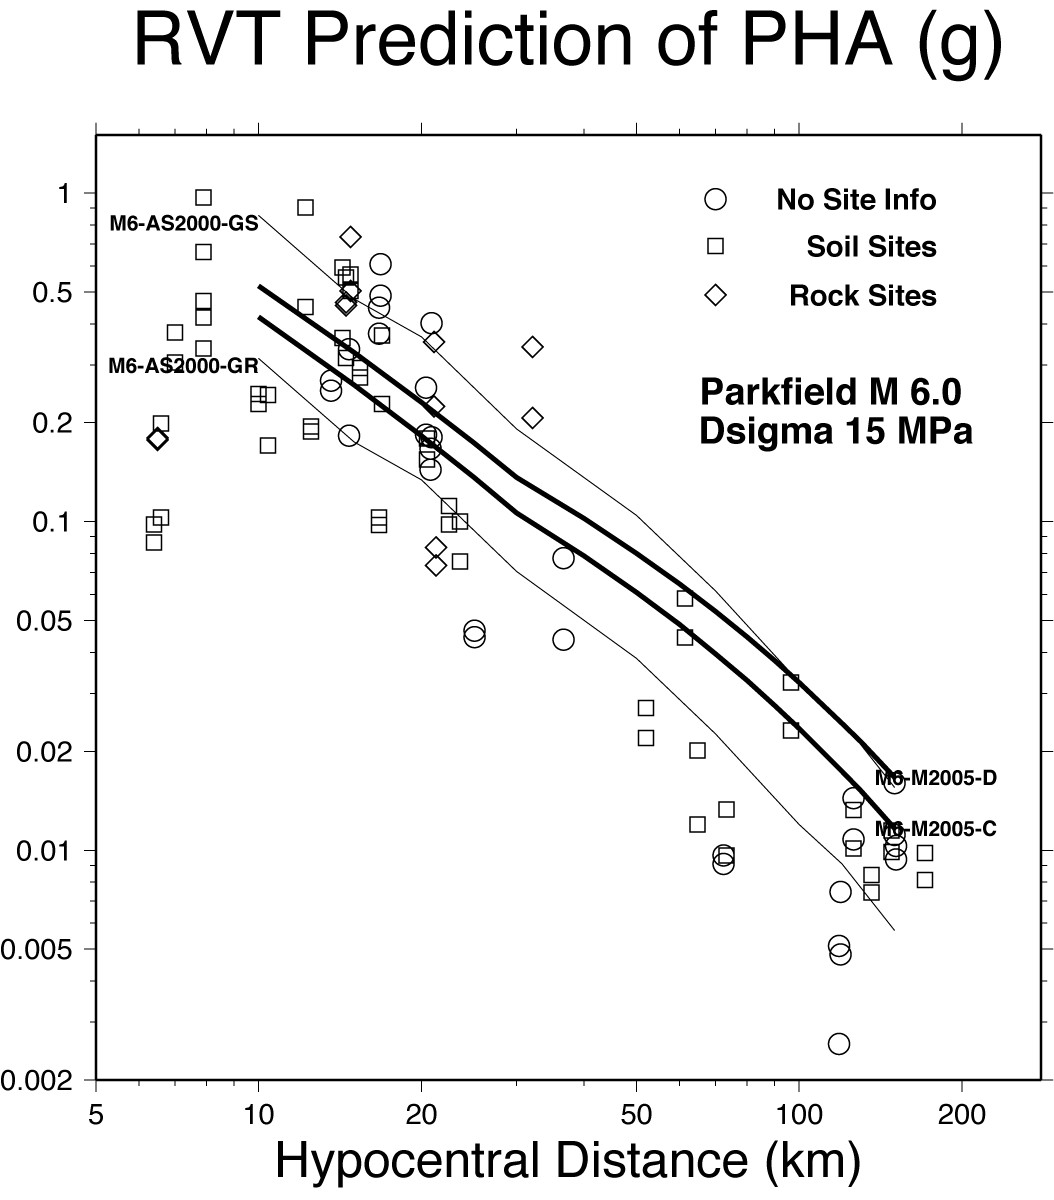 RVT Prediction of PHA (g)
No Site Info
Soil Sites
Rock Sites
M6-AS2000-GS
M6-AS2000-GR
Parkfield M 6.0
Dsigma 15 MPa
M6-M2005-D
M6-M2005-C
1
0.5
0.2
0.1
0.05
0.02
0.01
0.005
0.002
5 10 20 50 100 200
Hypocentral Distance (km)